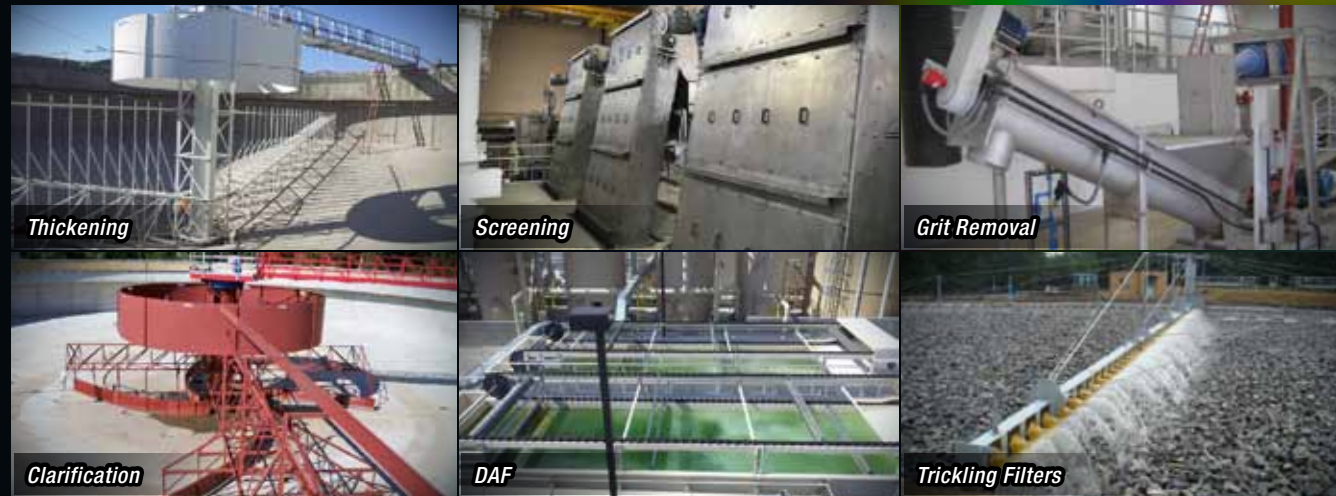 Thickening
Screening
Grit Removal
Clarification
DAF
Trickling Filters